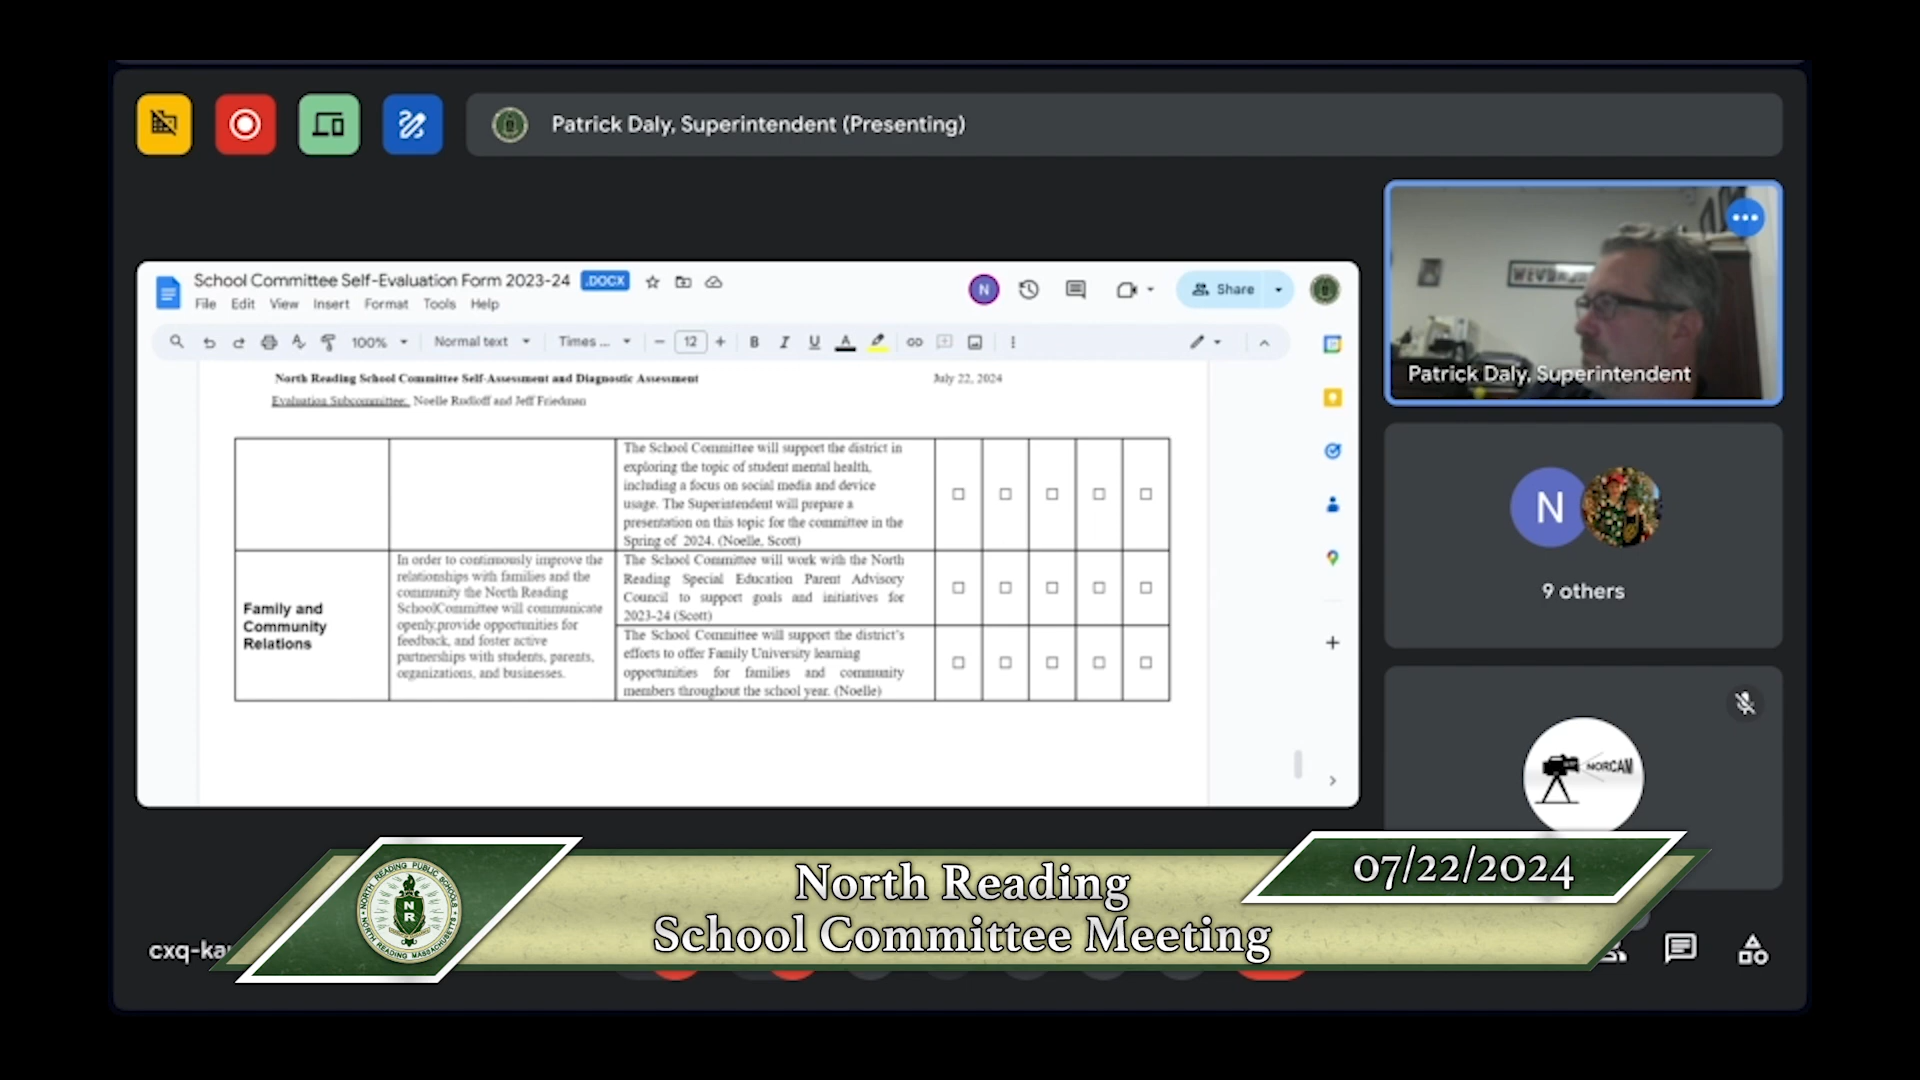 Patrick Daly, Superintendent (Presenting)
School Committee Self-Evaluation Form 2023-24 .DOCX
File Edit View Insert Format Tools Help
N
Share
100% Normal text Times ... − 12 + B I U A
North Reading School Committee Self-Assessment and Diagnostic Assessment July 22, 2024
Evaluation Subcommittee: Noelle Rudloff and Jeff Friedman
The School Committee will support the district in
exploring the topic of student mental health,
including a focus on social media and device
usage. The Superintendent will prepare a
presentation on this topic for the committee in the
Spring of 2024. (Noelle, Scott)
Family and
Community
Relations
In order to continuously improve the
relationships with families and the
community the North Reading
SchoolCommittee will communicate
openly,provide opportunities for
feedback, and foster active
partnerships with students, parents,
organizations, and businesses.
The School Committee will work with the North
Reading Special Education Parent Advisory
Council to support goals and initiatives for
2023-24 (Scott)
The School Committee will support the district's
efforts to offer Family University learning
opportunities for families and community
members throughout the school year. (Noelle)
Patrick Daly, Superintendent
N
9 others
NORCAM
07/22/2024
North Reading
School Committee Meeting
NORTH READING PUBLIC SCHOOLS
N R
NORTH READING MASSACHUSETTS